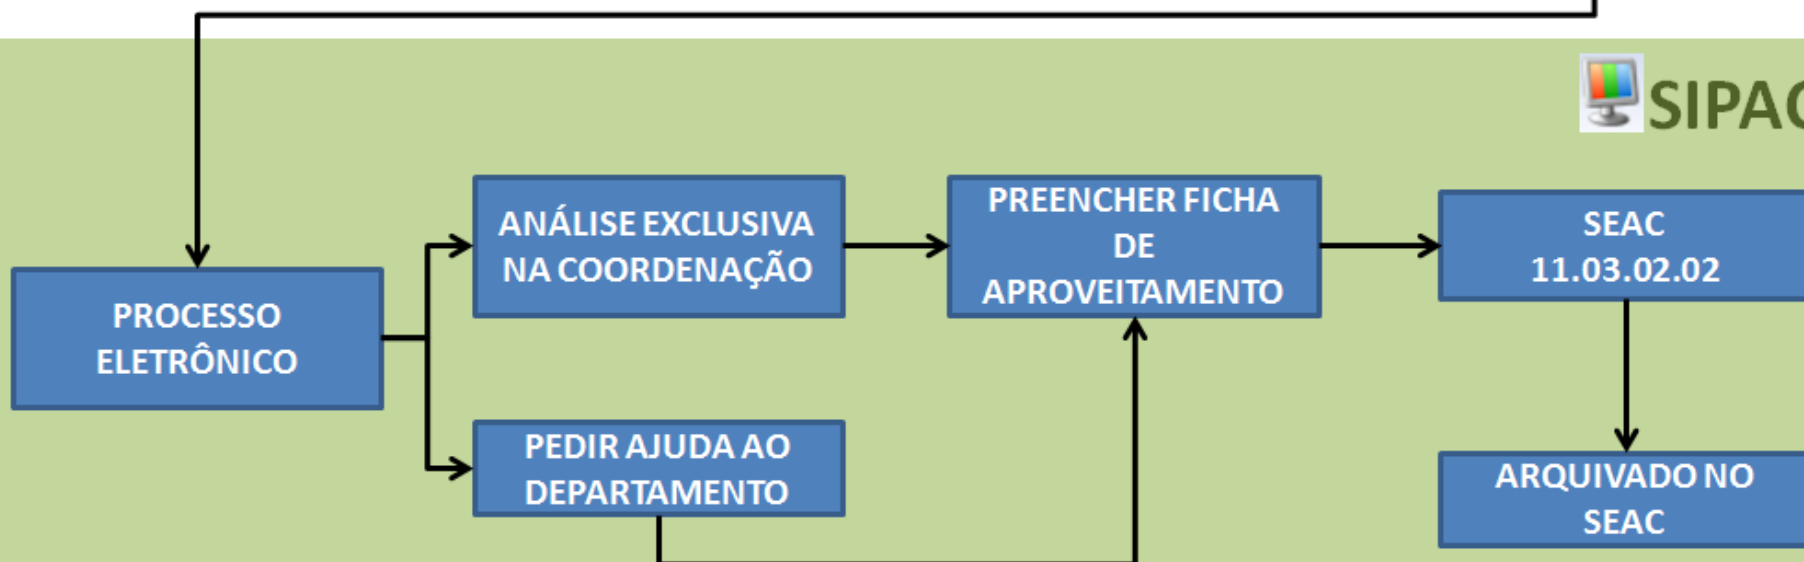 SIPAC
PROCESSO
ELETRÔNICO
ANÁLISE EXCLUSIVA
NA COORDENAÇÃO
PEDIR AJUDA AO
DEPARTAMENTO
PREENCHER FICHA
DE
APROVEITAMENTO
SEAC
11.03.02.02
ARQUIVADO NO
SEAC